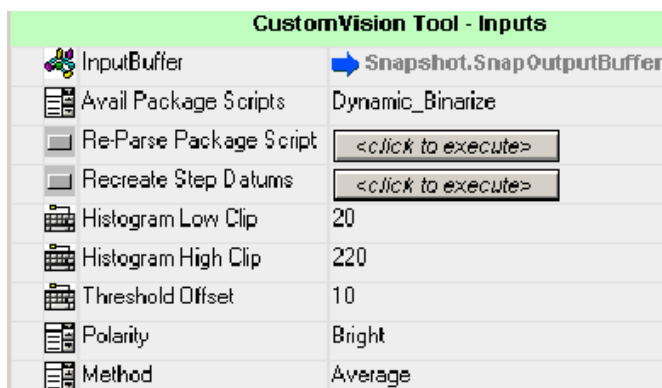 CustomVision Tool - Inputs
InputBuffer Snapshot.SnapOutputBuffer
Avail Package Scripts Dynamic_Binarize
Re-Parse Package Script <click to execute>
Recreate Step Datums <click to execute>
Histogram Low Clip 20
Histogram High Clip 220
Threshold Offset 10
Polarity Bright
Method Average